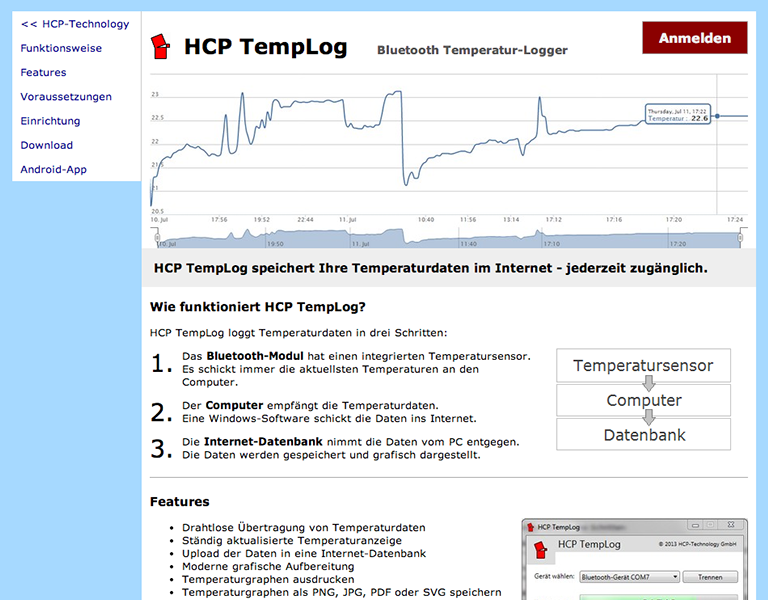 << HCP-Technology
Funktionsweise
Features
Voraussetzungen
Einrichtung
Download
Android-App
HCP TempLog
Bluetooth Temperatur-Logger
Anmelden
23
22.5
22
21.5
21
20.5
Thursday, Jul 11, 17:22
Temperatur : 22.6
10. Jul 17:56 19:52 22:44 11. Jul 10:40 11:56 13:14 17:12 17:16 17:20 17:24
10. Jul 19:50 11. Jul 11:40 17:10 17:20
HCP TempLog speichert Ihre Temperaturdaten im Internet - jederzeit zugänglich.
Wie funktioniert HCP TempLog?
HCP TempLog loggt Temperaturdaten in drei Schritten:
1. Das Bluetooth-Modul hat einen integrierten Temperatursensor.
Es schickt immer die aktuellsten Temperaturen an den
Computer.
2. Der Computer empfängt die Temperaturdaten.
Eine Windows-Software schickt die Daten ins Internet.
3. Die Internet-Datenbank nimmt die Daten vom PC entgegen.
Die Daten werden gespeichert und grafisch dargestellt.
Temperatursensor
Computer
Datenbank
Features
Drahtlose Übertragung von Temperaturdaten
Ständig aktualisierte Temperaturanzeige
Upload der Daten in eine Internet-Datenbank
Moderne grafische Aufbereitung
Temperaturgraphen ausdrucken
Temperaturgraphen als PNG, JPG, PDF oder SVG speichern
HCP TempLog
HCP TempLog
© 2013 HCP-Technology GmbH
Gerät wählen: Bluetooth-Gerät COM7 Trennen